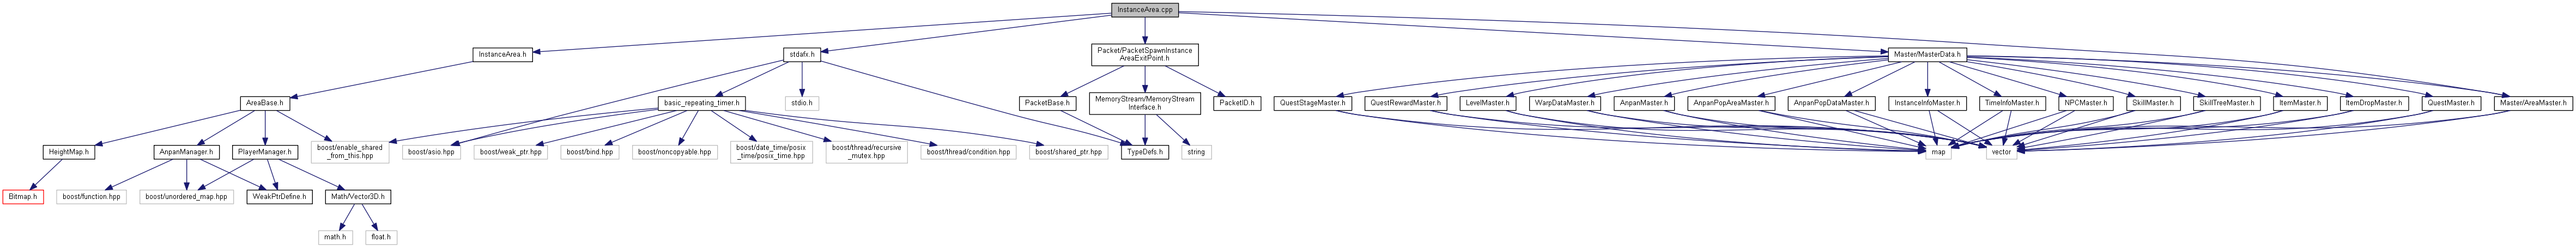 InstanceArea.cpp
InstanceArea.h
stdafx.h
Packet/PacketSpawnInstance
AreaExitPoint.h
Master/MasterData.h
AreaBase.h
basic_repeating_timer.h
stdio.h
PacketBase.h
MemoryStream/MemoryStream
Interface.h
PacketID.h
QuestStageMaster.h
QuestRewardMaster.h
LevelMaster.h
WarpDataMaster.h
AnpanMaster.h
AnpanPopAreaMaster.h
AnpanPopDataMaster.h
InstanceInfoMaster.h
TimeInfoMaster.h
NPCMaster.h
SkillMaster.h
SkillTreeMaster.h
ItemMaster.h
ItemDropMaster.h
QuestMaster.h
Master/AreaMaster.h
HeightMap.h
AnpanManager.h
PlayerManager.h
boost/enable_shared
_from_this.hpp
boost/asio.hpp
boost/weak_ptr.hpp
boost/bind.hpp
boost/noncopyable.hpp
boost/date_time/posix
_time/posix_time.hpp
boost/thread/recursive
_mutex.hpp
boost/thread/condition.hpp
boost/shared_ptr.hpp
TypeDefs.h
string
map
vector
Bitmap.h
boost/function.hpp
boost/unordered_map.hpp
WeakPtrDefine.h
Math/Vector3D.h
math.h
float.h